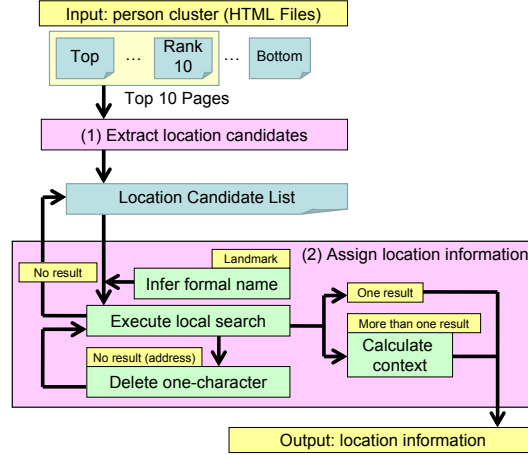 Input: person cluster (HTML Files)
Top
...
Rank
10
...
Bottom
Top 10 Pages
(1) Extract location candidates
Location Candidate List
(2) Assign location information
No result
Landmark
Infer formal name
One result
Execute local search
More than one result
Calculate
context
No result (address)
Delete one-character
Output: location information